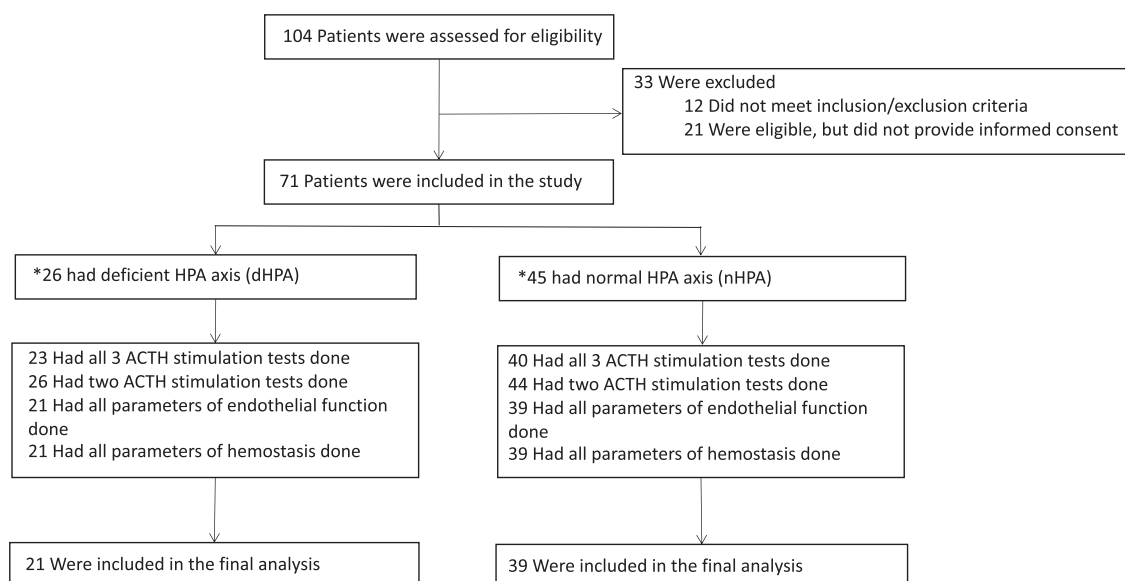 104 Patients were assessed for eligibility
33 Were excluded
12 Did not meet inclusion/exclusion criteria
21 Were eligible, but did not provide informed consent
71 Patients were included in the study
*26 had deficient HPA axis (dHPA)
*45 had normal HPA axis (nHPA)
23 Had all 3 ACTH stimulation tests done
26 Had two ACTH stimulation tests done
21 Had all parameters of endothelial function
done
21 Had all parameters of hemostasis done
40 Had all 3 ACTH stimulation tests done
44 Had two ACTH stimulation tests done
39 Had all parameters of endothelial function
done
39 Had all parameters of hemostasis done
21 Were included in the final analysis
39 Were included in the final analysis